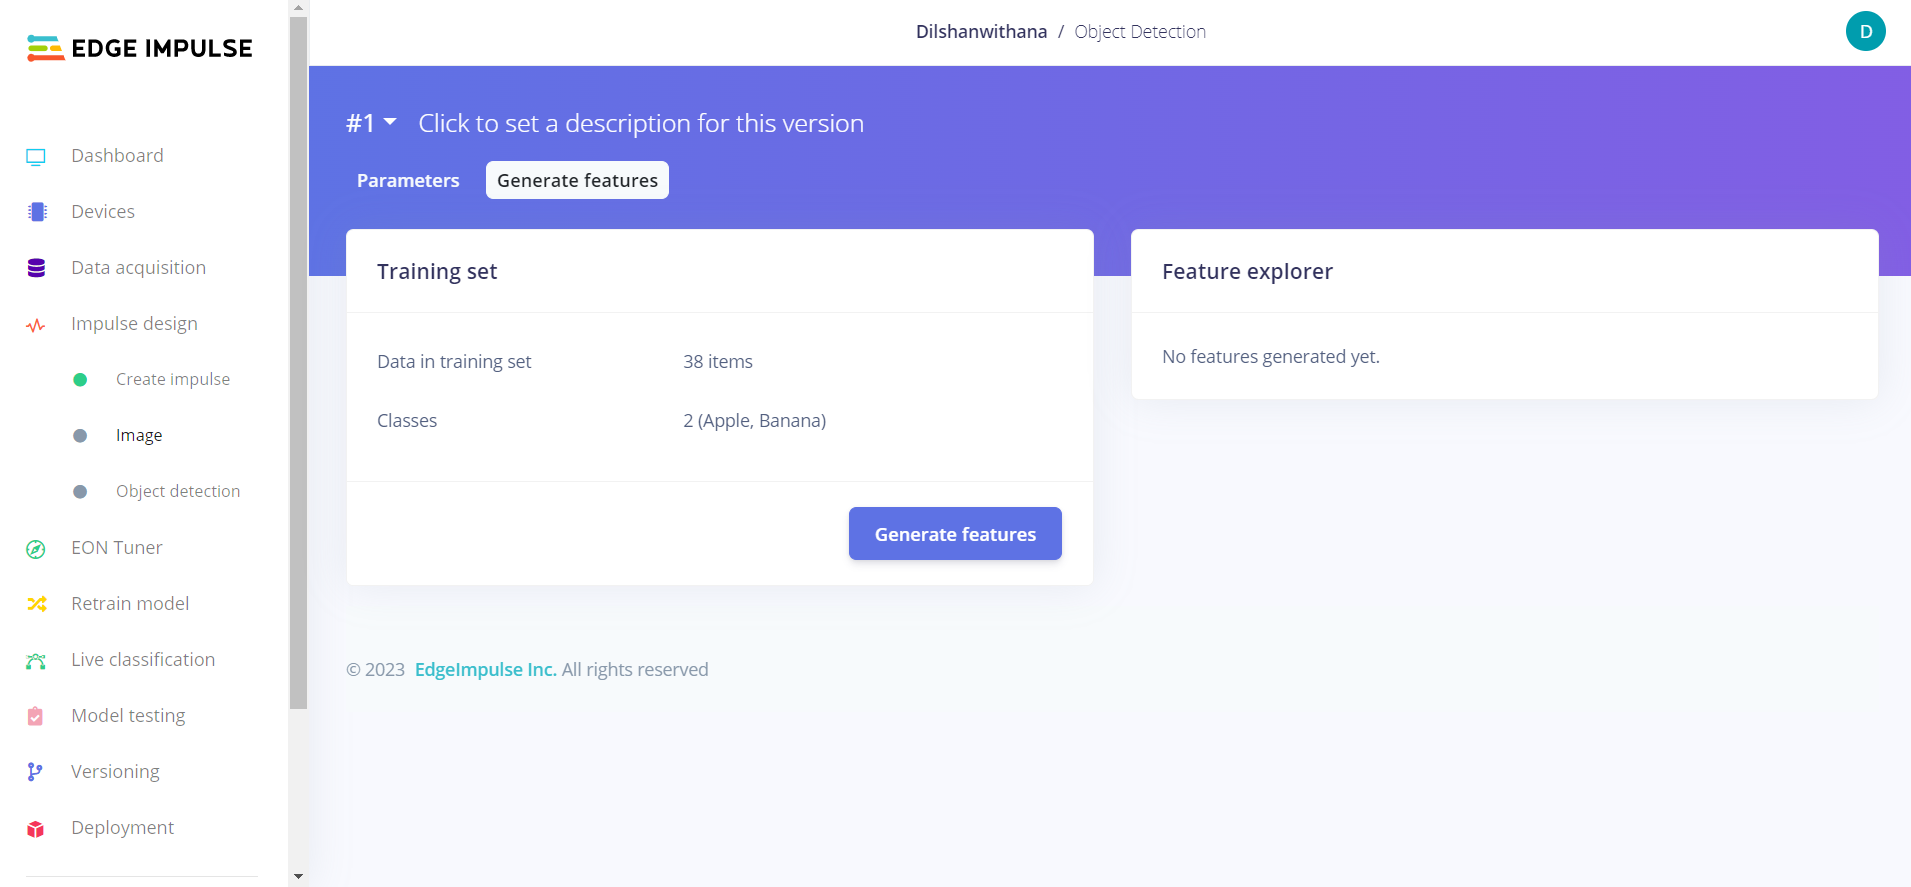 EDGE IMPULSE
Dashboard
Devices
Data acquisition
Impulse design
Create impulse
Image
Object detection
EON Tuner
Retrain model
Live classification
Model testing
Versioning
Deployment
Dilshanwithana / Object Detection
D
#1 Click to set a description for this version
Parameters Generate features
Training set
Data in training set 38 items
Classes 2 (Apple, Banana)
Generate features
Feature explorer
No features generated yet.
© 2023 EdgeImpulse Inc. All rights reserved